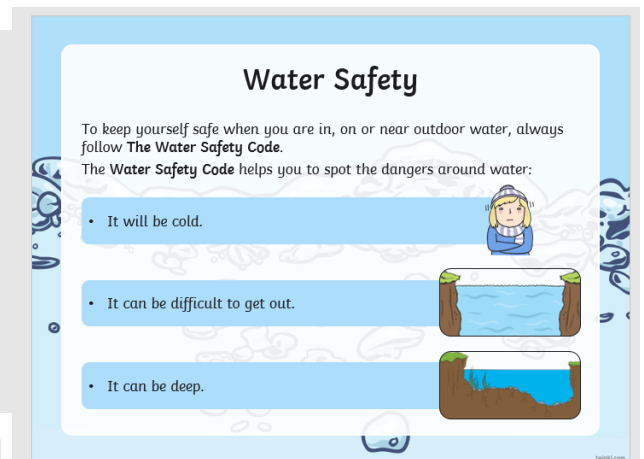 Water Safety
To keep yourself safe when you are in, on or near outdoor water, always
follow The Water Safety Code.
The Water Safety Code helps you to spot the dangers around water:
• It will be cold.
• It can be difficult to get out.
• It can be deep.
twinkl.com